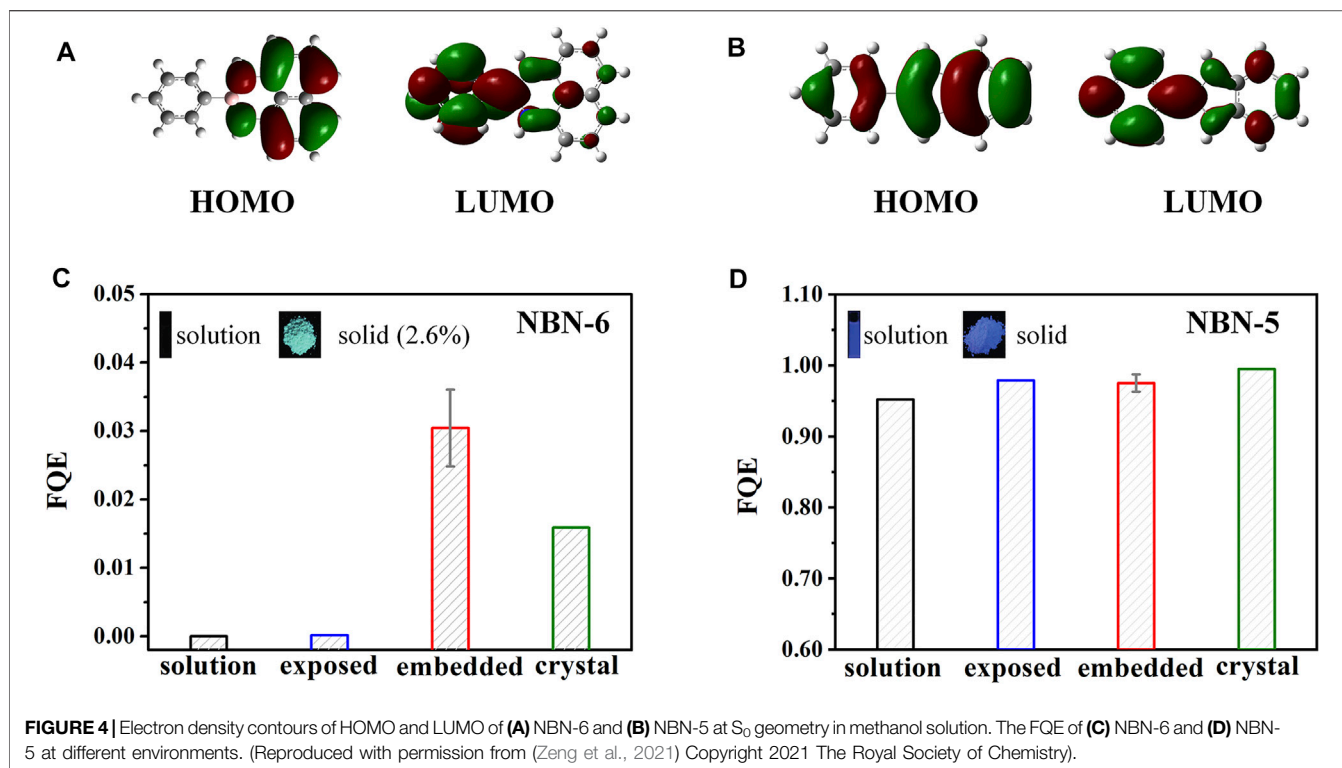 A
B
HOMO
LUMO
HOMO
LUMO
C
0.05
0.04
0.03
0.02
0.01
0.00
FQE
solution
solid (2.6%)
NBN-6
solution
exposed
embedded
crystal
D
1.10
1.00
0.90
0.80
0.70
0.60
FQE
solution
solid
NBN-5
solution
exposed
embedded
crystal
FIGURE 4 | Electron density contours of HOMO and LUMO of (A) NBN-6 and (B) NBN-5 at S₀ geometry in methanol solution. The FQE of (C) NBN-6 and (D) NBN-
5 at different environments. (Reproduced with permission from (Zeng et al., 2021) Copyright 2021 The Royal Society of Chemistry).